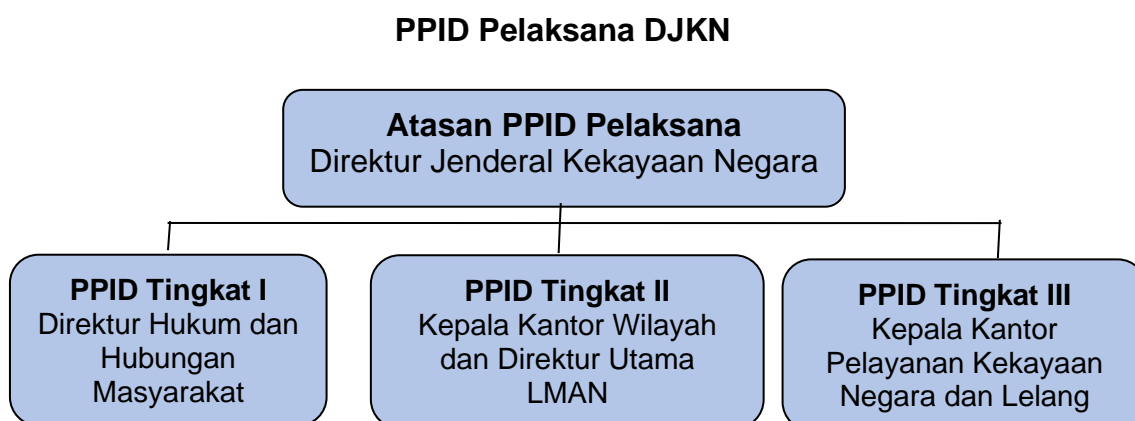 PPID Pelaksana DJKN
Atasan PPID Pelaksana
Direktur Jenderal Kekayaan Negara
PPID Tingkat I
Direktur Hukum dan
Hubungan
Masyarakat
PPID Tingkat II
Kepala Kantor Wilayah
dan Direktur Utama
LMAN
PPID Tingkat III
Kepala Kantor
Pelayanan Kekayaan
Negara dan Lelang